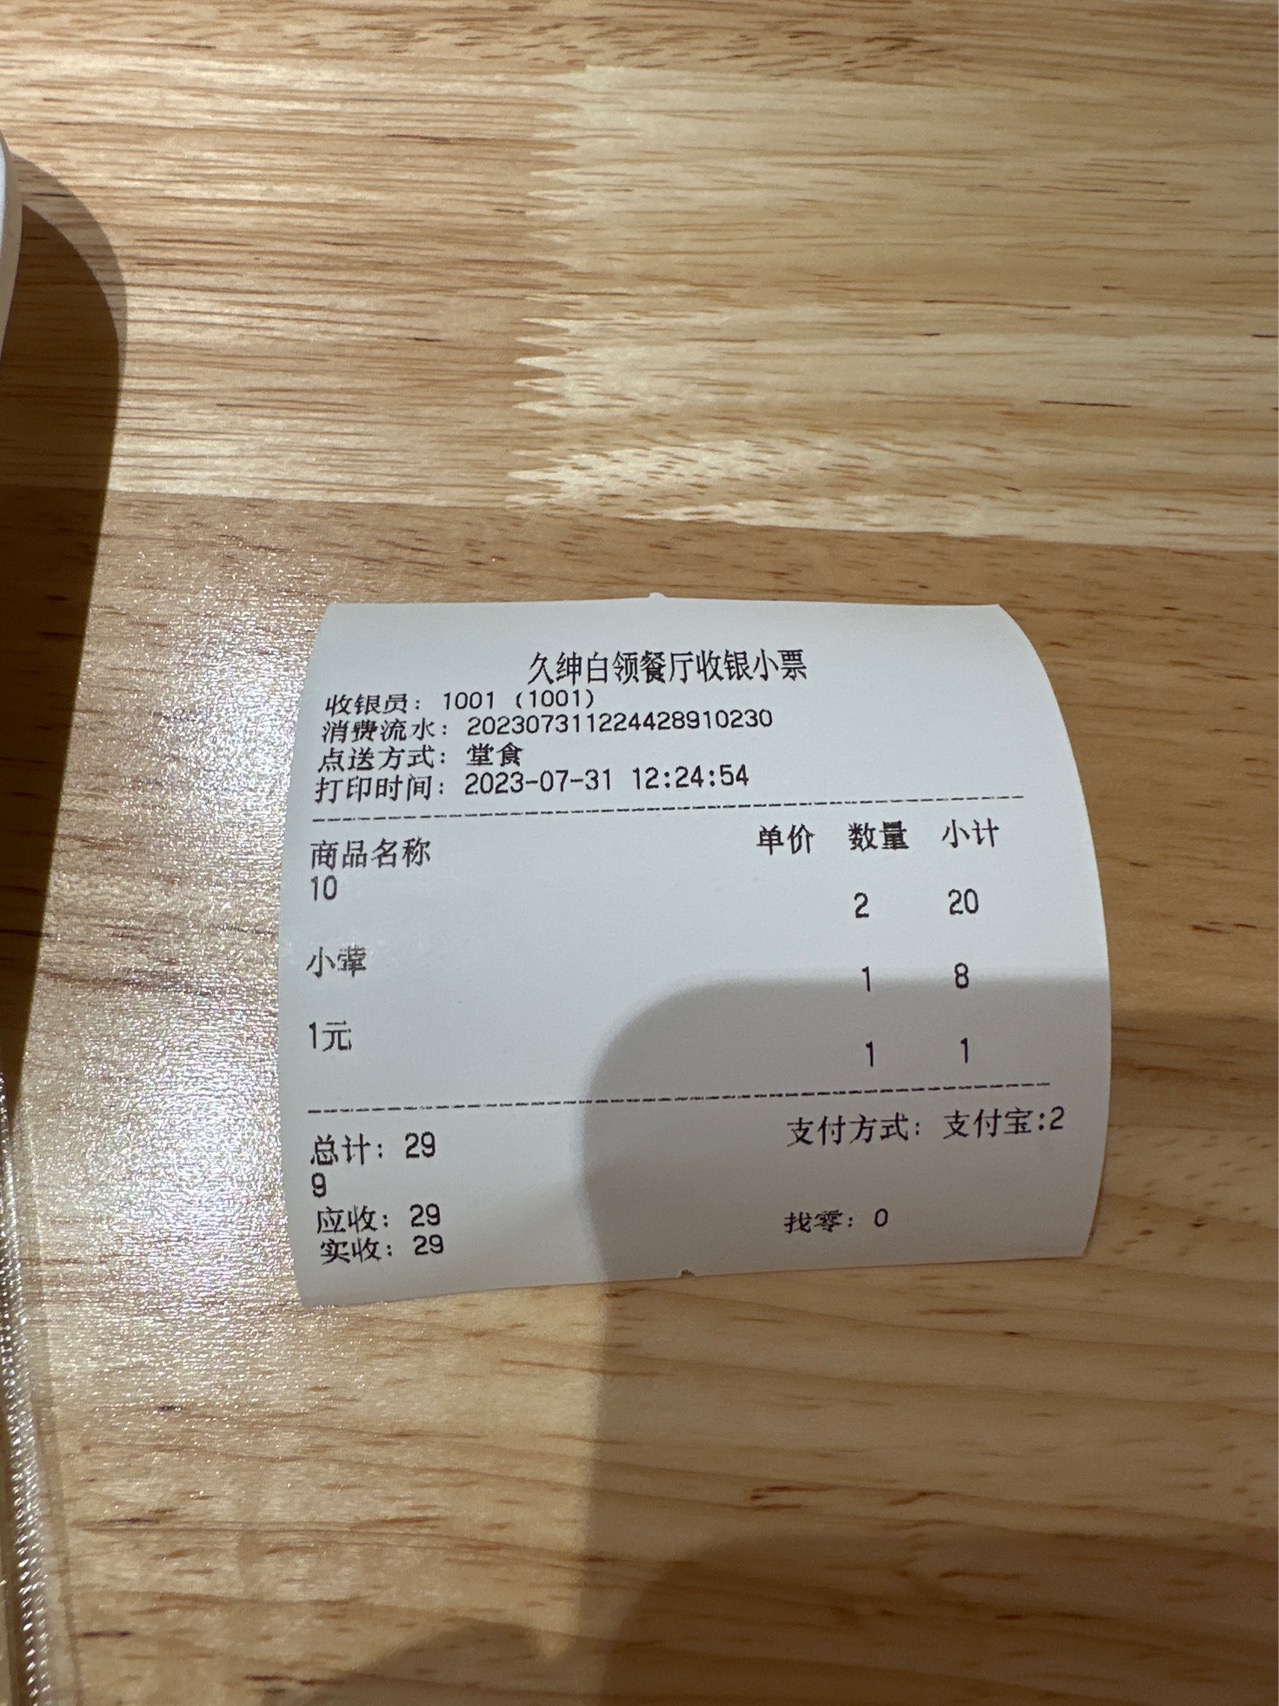 久绅白领餐厅收银小票
收银员：1001（1001）
消费流水：202307311224428910230
点送方式：堂食
打印时间：2023-07-31 12:24:54
商品名称 单价 数量 小计
10
2 20
小荤
1 8
1元
1 1
总计：29 支付方式：支付宝:2
9
应收：29 找零：0
实收：29